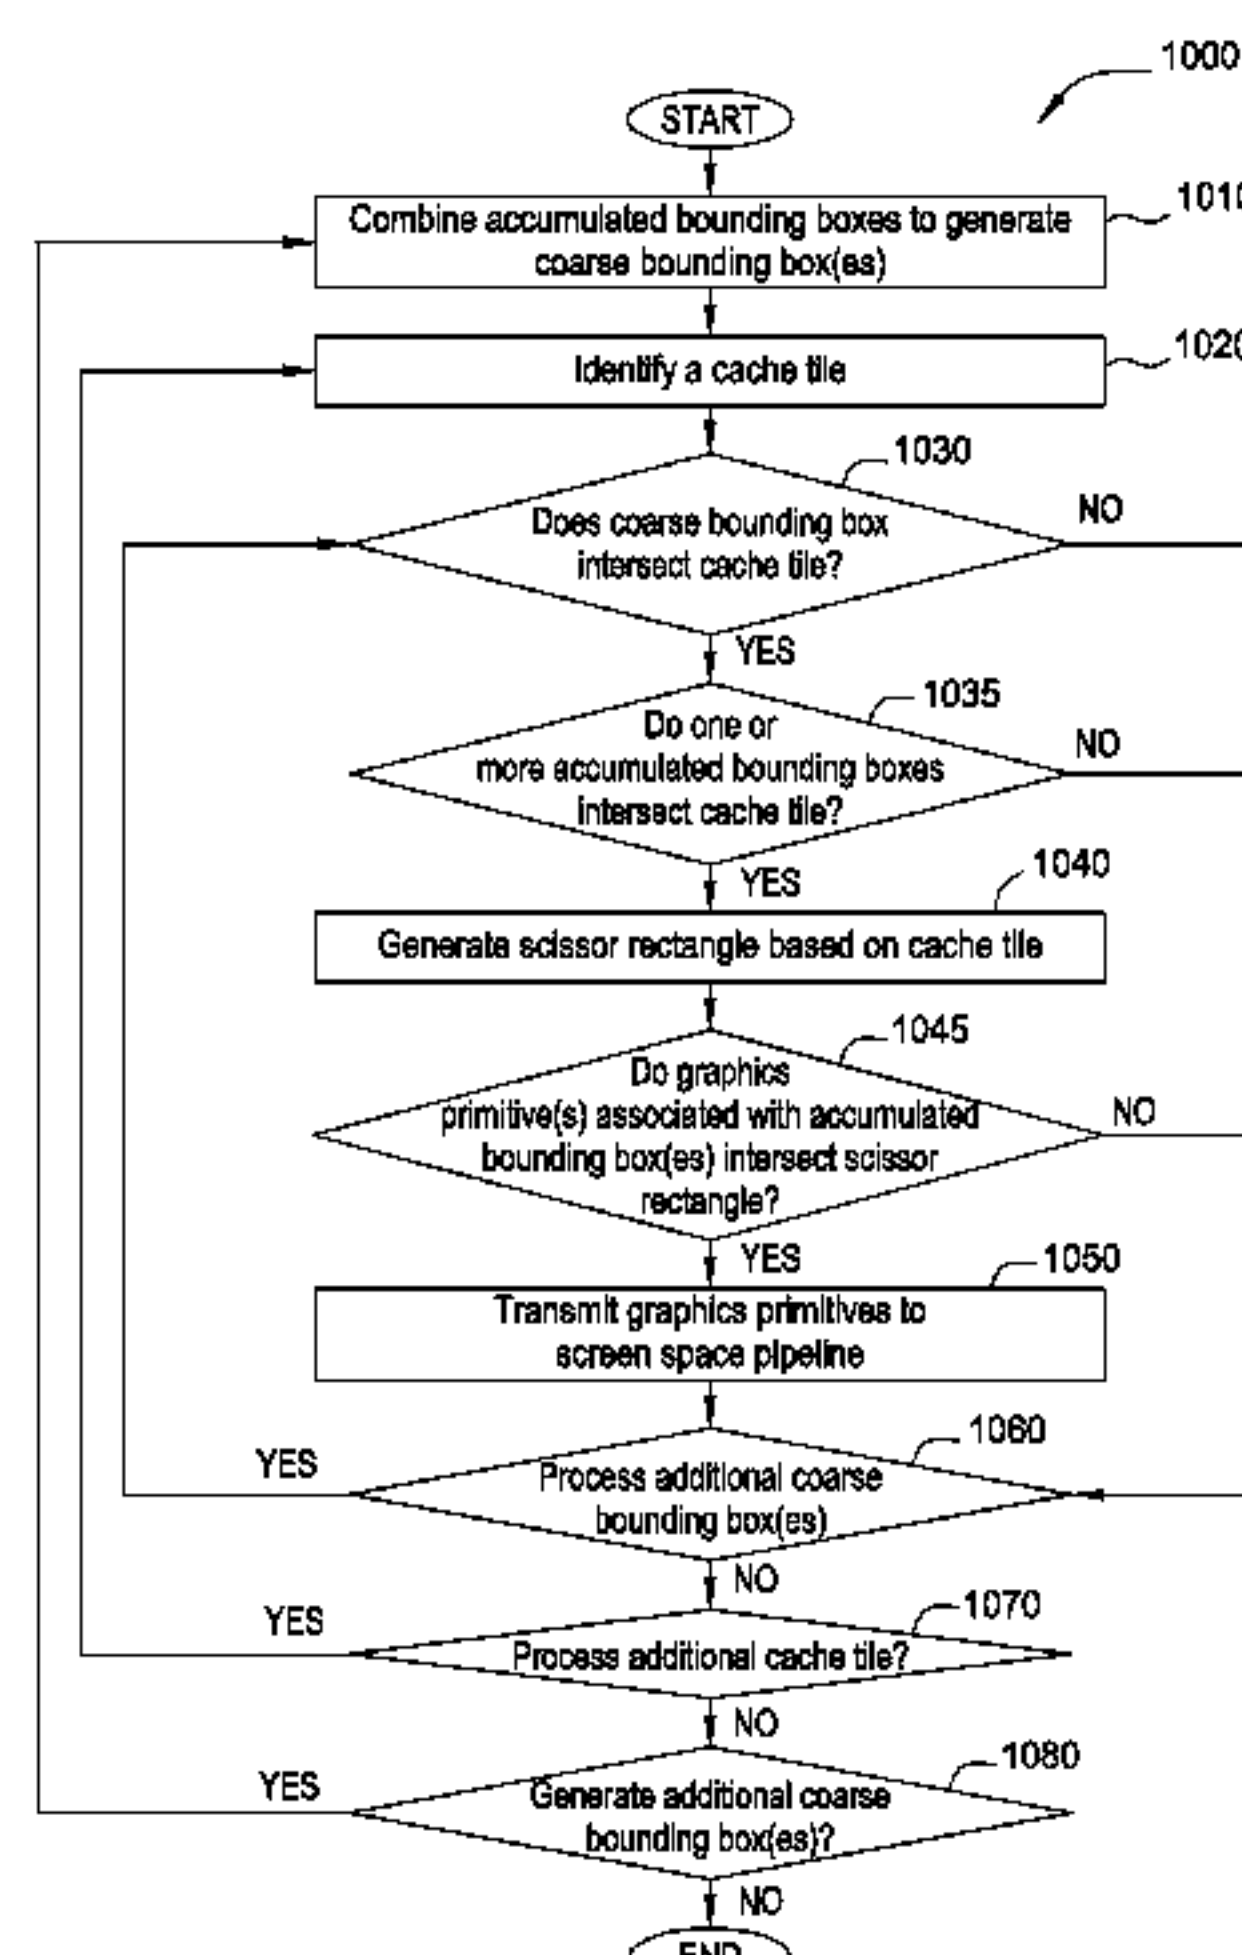 1000
START
1010
Combine accumulated bounding boxes to generate
coarse bounding box(es)
1020
Identify a cache tile
1030
Does coarse bounding box
intersect cache tile?
NO
YES
1035
Do one or
more accumulated bounding boxes
intersect cache tile?
NO
YES
1040
Generate scissor rectangle based on cache tile
1045
Do graphics
primitive(s) associated with accumulated
bounding box(es) intersect scissor
rectangle?
NO
YES
1050
Transmit graphics primitives to
screen space pipeline
1060
YES
Process additional coarse
bounding box(es)
NO
1070
YES
Process additional cache tile?
NO
1080
YES
Generate additional coarse
bounding box(es)?
NO
END